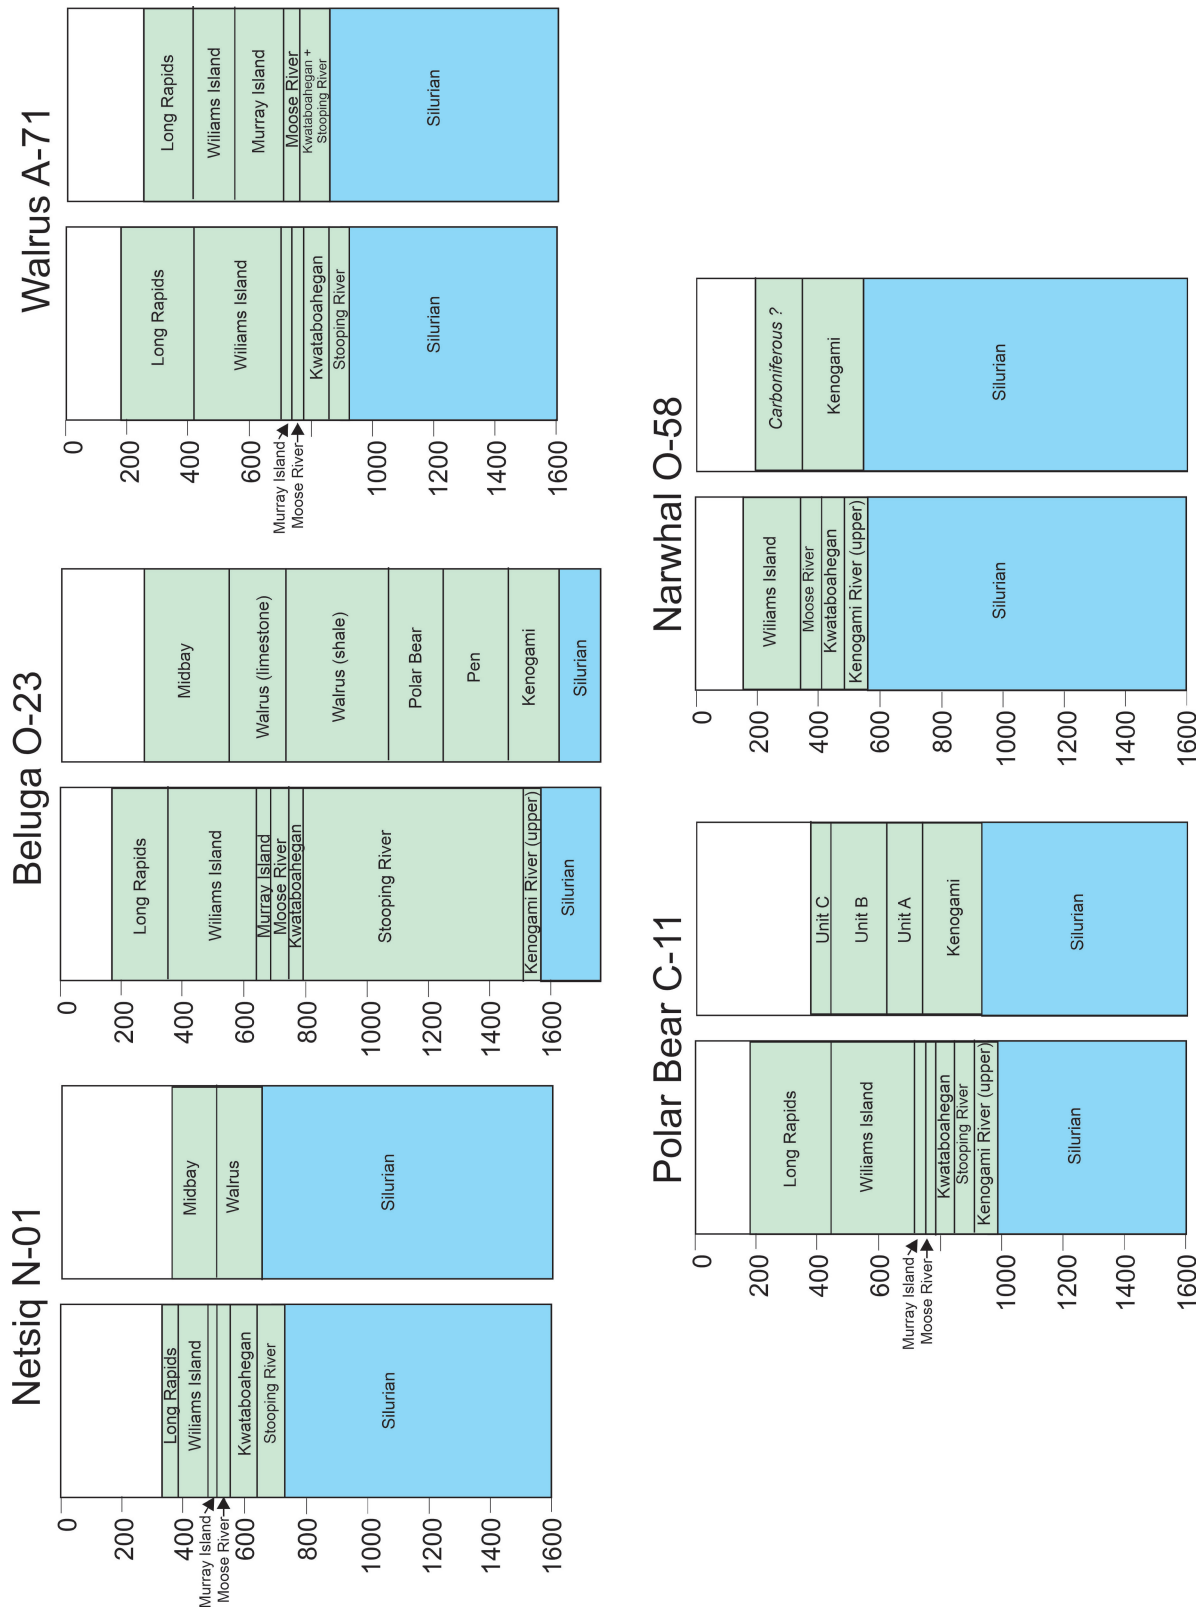 Netsiq N-01
0
200
400
600
800
1000
1200
1400
1600
Murray Island
Moose River
Long Rapids
Wiliams Island
Kwataboahegan
Stooping River
Silurian
Midbay
Walrus
Silurian
Beluga O-23
0
200
400
600
800
1000
1200
1400
1600
Long Rapids
Wiliams Island
Murray Island
Moose River
Kwataboahegan
Stooping River
Kenogami River (upper)
Silurian
Midbay
Walrus (limestone)
Walrus (shale)
Polar Bear
Pen
Kenogami
Silurian
Walrus A-71
0
200
400
600
1000
1200
1400
1600
Murray Island
Moose River
Long Rapids
Wiliams Island
Kwataboahegan
Stooping River
Silurian
Long Rapids
Wiliams Island
Murray Island
Moose River
Kwataboahegan +
Stooping River
Silurian
Polar Bear C-11
0
200
400
600
1000
1200
1400
1600
Murray Island
Moose River
Long Rapids
Wiliams Island
Kwataboahegan
Stooping River
Kenogami River (upper)
Silurian
Unit C
Unit B
Unit A
Kenogami
Silurian
Narwhal O-58
0
200
400
600
800
1000
1200
1400
1600
Wiliams Island
Moose River
Kwataboahegan
Kenogami River (upper)
Silurian
Carboniferous ?
Kenogami
Silurian